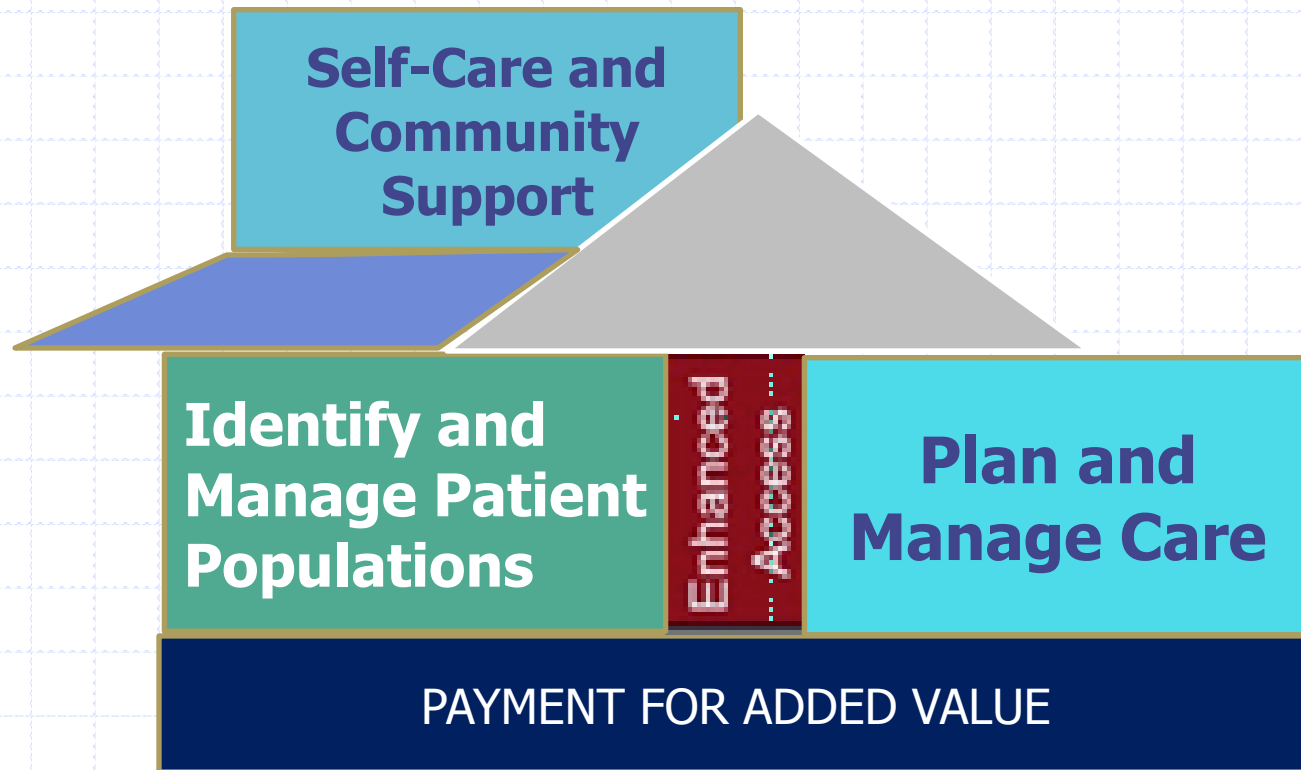 Self-Care and
Community
Support
Identify and
Manage Patient
Populations
Enhanced
Access
Plan and
Manage Care
PAYMENT FOR ADDED VALUE